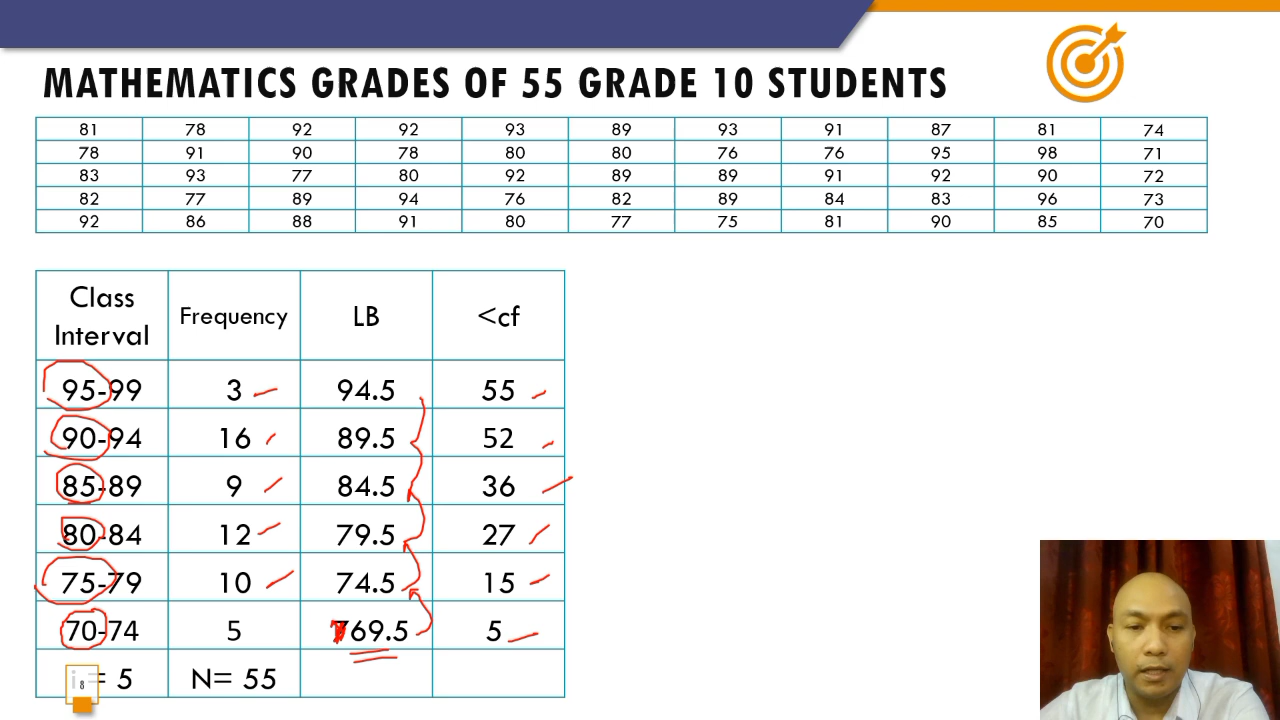 MATHEMATICS GRADES OF 55 GRADE 10 STUDENTS
81 78 92 92 93 89 93 91 87 81 74
78 91 90 78 80 80 76 76 95 98 71
83 93 77 80 92 89 89 91 92 90 72
82 77 89 94 76 82 89 84 83 96 73
92 86 88 91 80 77 75 81 90 85 70
Class Interval Frequency LB <cf
95-99 3 94.5 55
90-94 16 89.5 52
85-89 9 84.5 36
80-84 12 79.5 27
75-79 10 74.5 15
70-74 5 769.5 5
i = 5 N= 55
8